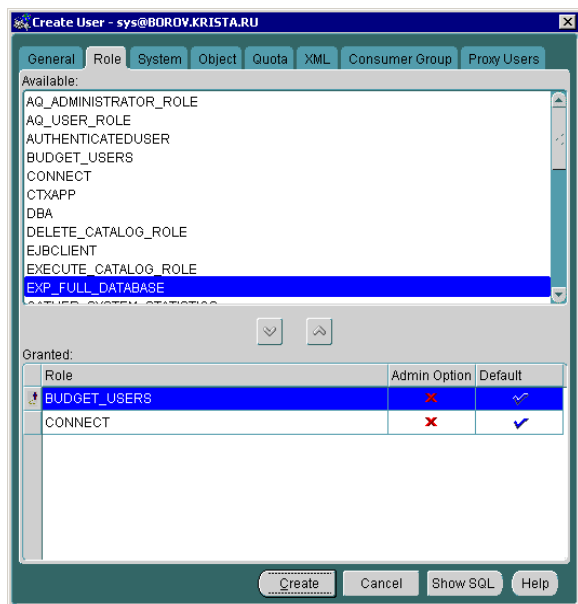 Create User - sys@BOROV.KRISTA.RU
General Role System Object Quota XML Consumer Group Proxy Users
Available:
AQ_ADMINISTRATOR_ROLE
AQ_USER_ROLE
AUTHENTICATEDUSER
BUDGET_USERS
CONNECT
CTXAPP
DBA
DELETE_CATALOG_ROLE
EJBCLIENT
EXECUTE_CATALOG_ROLE
EXP_FULL_DATABASE
GATHER_SYSTEM_STATISTICS
Granted:
Role Admin Option Default
BUDGET_USERS
CONNECT
Create Cancel Show SQL Help